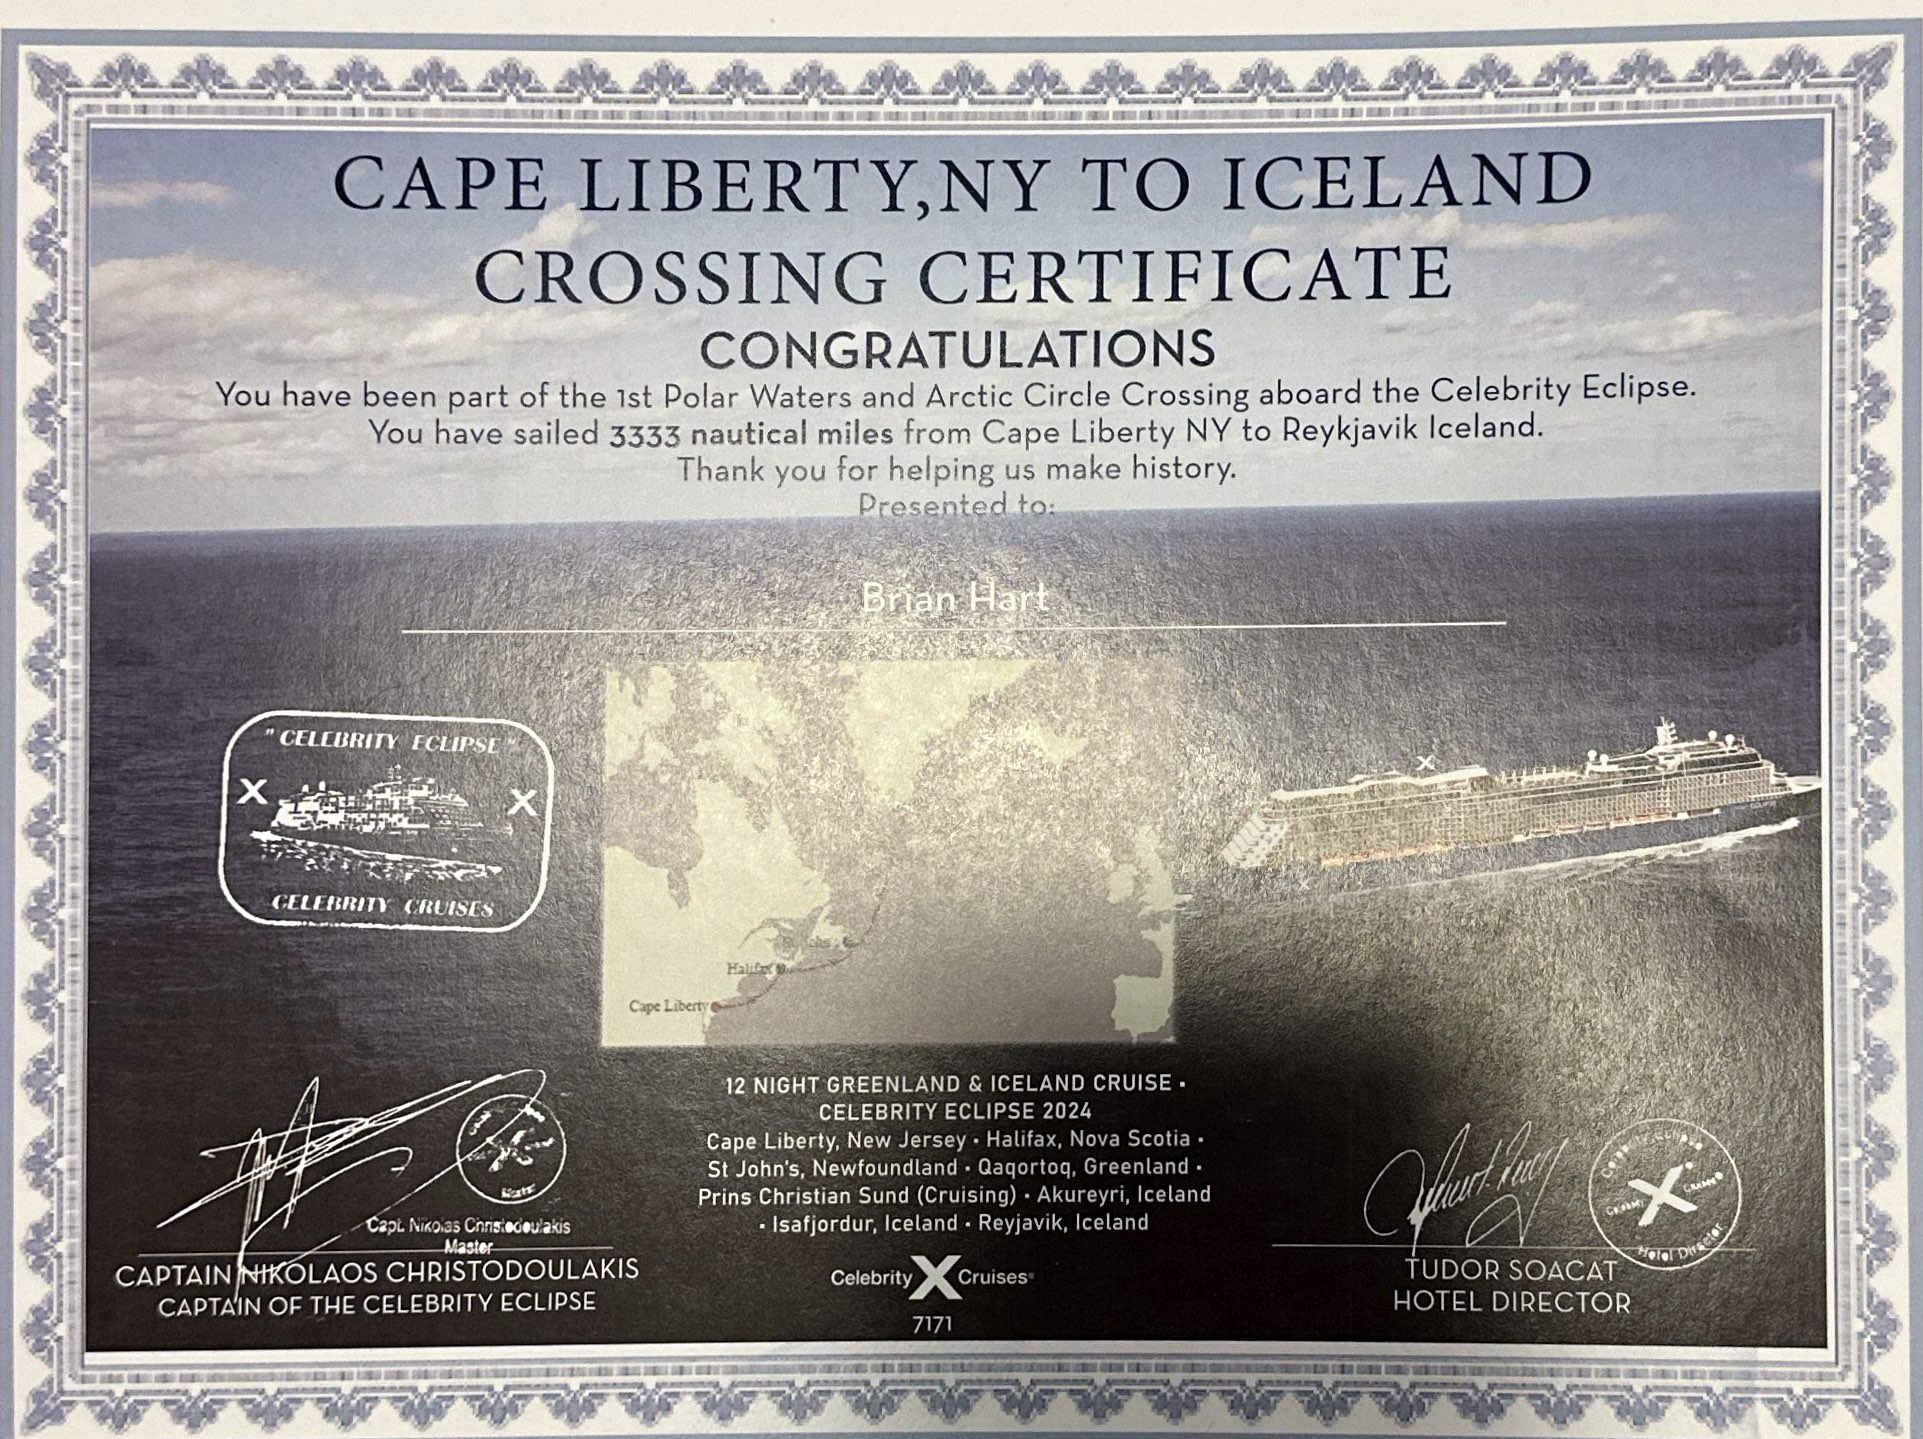 CAPE LIBERTY,NY TO ICELAND
CROSSING CERTIFICATE
CONGRATULATIONS
You have been part of the 1st Polar Waters and Arctic Circle Crossing aboard the Celebrity Eclipse.
You have sailed 3333 nautical miles from Cape Liberty NY to Reykjavik Iceland.
Thank you for helping us make history.
Presented to:
Brian Hart
" CELEBRITY ECLIPSE "
X X
CELEBRITY CRUISES
Halifax
Cape Liberty
12 NIGHT GREENLAND & ICELAND CRUISE •
CELEBRITY ECLIPSE 2024
Cape Liberty, New Jersey • Halifax, Nova Scotia •
St John's, Newfoundland • Qaqortoq, Greenland •
Prins Christian Sund (Cruising) • Akureyri, Iceland
• Isafjordur, Iceland • Reyjavik, Iceland
Celebrity X Cruises®
7171
Master
Capt. Nikolas Christodoulakis
Master
CAPTAIN NIKOLAOS CHRISTODOULAKIS
CAPTAIN OF THE CELEBRITY ECLIPSE
Celebrity Eclipse
X
Hotel Director
TUDOR SOACAT
HOTEL DIRECTOR